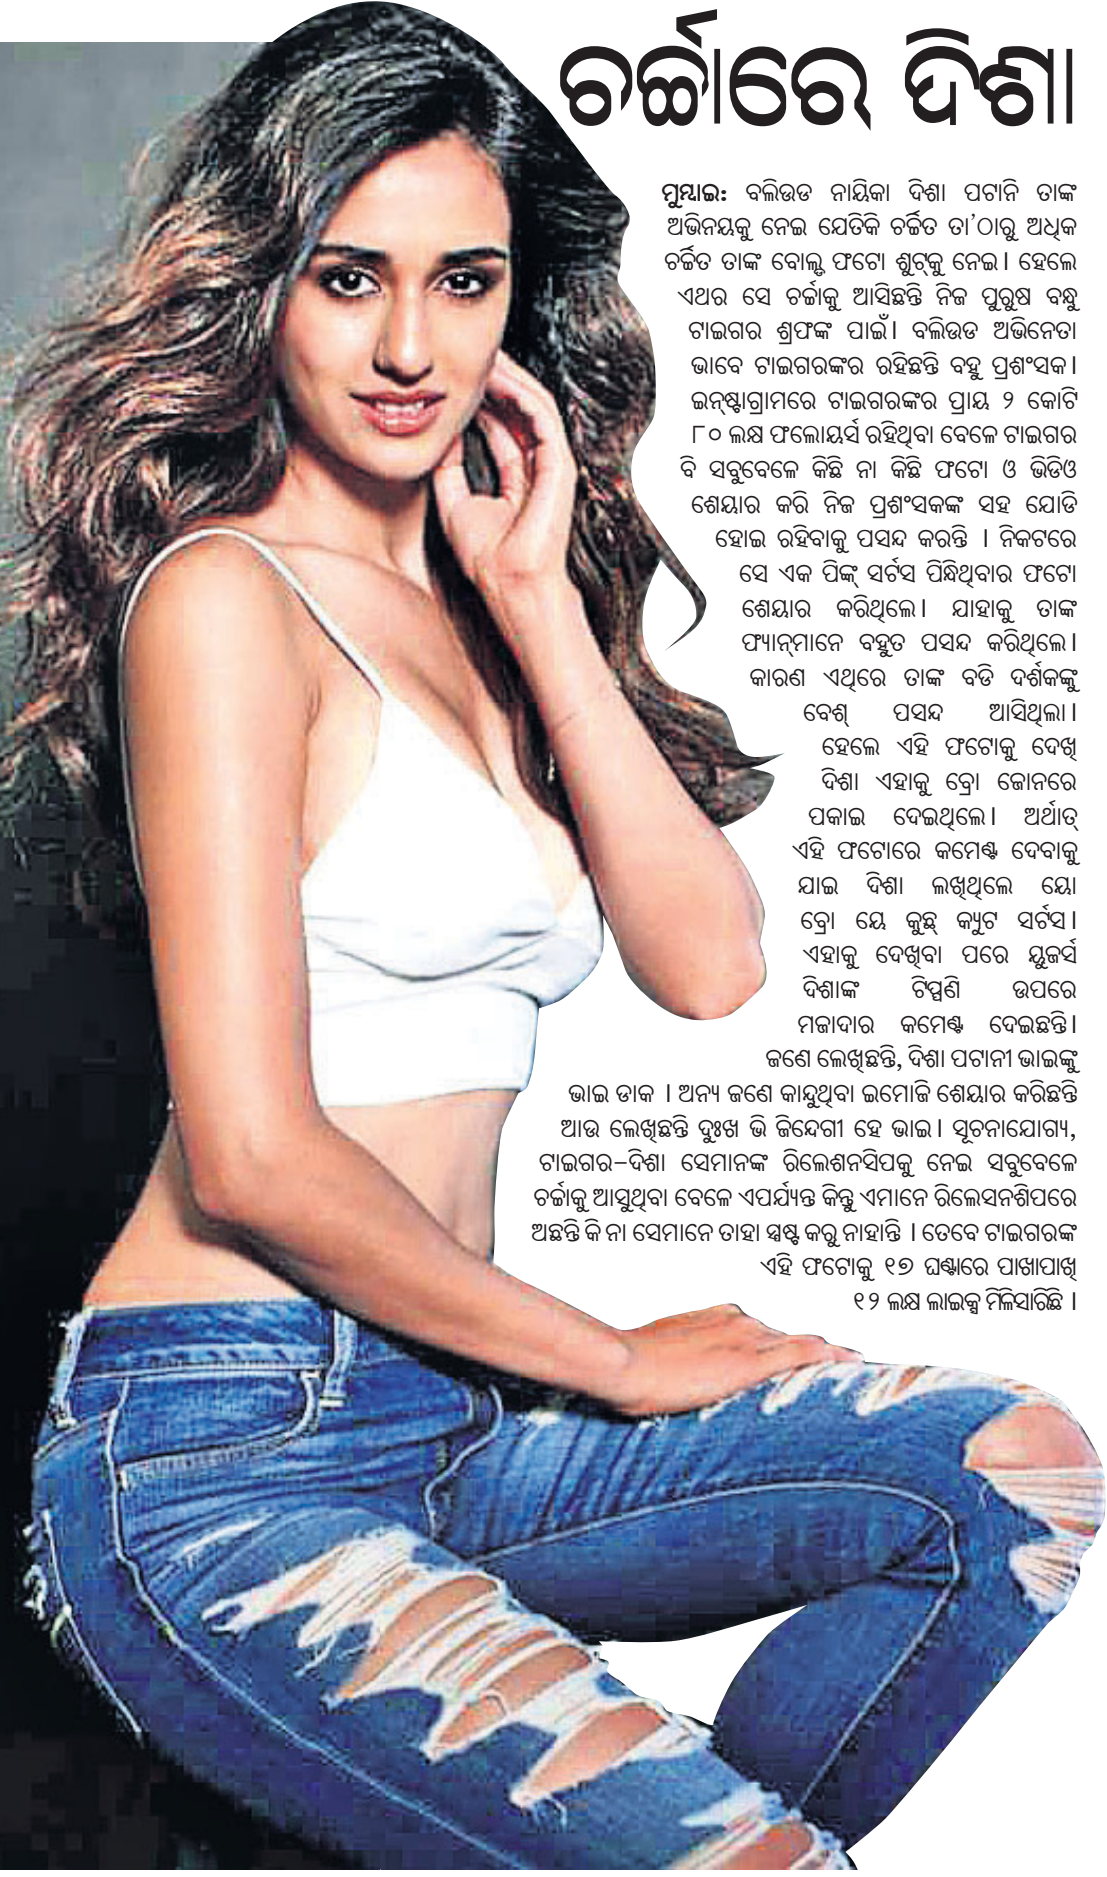 ଚର୍ଚ୍ଚାରେ ଦିଶା
ମୁମ୍ବାଇ: ବଲିଉଡ ନାୟିକା ଦିଶା ପଟାନି ତାଙ୍କ
ଅଭିନୟକୁ ନେଇ ଯେତିକି ଚର୍ଚ୍ଚିତ ତା’ଠାରୁ ଅଧିକ
ଚର୍ଚ୍ଚିତ ତାଙ୍କ ବୋଲ୍ଡ ଫଟୋ ଶୁଟ୍‌କୁ ନେଇ। ହେଲେ
ଏଥର ସେ ଚର୍ଚ୍ଚାକୁ ଆସିଛନ୍ତି ନିଜ ପୁରୁଷ ବନ୍ଧୁ
ଟାଇଗର ଶ୍ରଫଙ୍କ ପାଇଁ। ବଲିଉଡ ଅଭିନେତା
ଭାବେ ଟାଇଗରଙ୍କର ରହିଛନ୍ତି ବହୁ ପ୍ରଶଂସକ।
ଇନ୍‌ଷ୍ଟାଗ୍ରାମରେ ଟାଇଗରଙ୍କର ପ୍ରାୟ ୨ କୋଟି
୮୦ ଲକ୍ଷ ଫଲୋୟର୍ସ ରହିଥିବା ବେଳେ ଟାଇଗର
ବି ସବୁବେଳେ କିଛି ନା କିଛି ଫଟୋ ଓ ଭିଡିଓ
ଶେୟାର କରି ନିଜ ପ୍ରଶଂସକଙ୍କ ସହ ଯୋଡି
ହୋଇ ରହିବାକୁ ପସନ୍ଦ କରନ୍ତି । ନିକଟରେ
ସେ ଏକ ପିଙ୍କ୍ ସର୍ଟସ ପିନ୍ଧିଥିବାର ଫଟୋ
ଶେୟାର କରିଥିଲେ। ଯାହାକୁ ତାଙ୍କ
ଫ୍ୟାନ୍‌ମାନେ ବହୁତ ପସନ୍ଦ କରିଥିଲେ।
କାରଣ ଏଥିରେ ତାଙ୍କ ବଡି ଦର୍ଶକଙ୍କୁ
ବେଶ୍ ପସନ୍ଦ ଆସିଥିଲା।
ହେଲେ ଏହି ଫଟୋକୁ ଦେଖି
ଦିଶା ଏହାକୁ ବ୍ରୋ ଜୋନରେ
ପକାଇ ଦେଇଥିଲେ। ଅର୍ଥାତ୍
ଏହି ଫଟୋରେ କମେଣ୍ଟ ଦେବାକୁ
ଯାଇ ଦିଶା ଲଖିଥିଲେ ୟୋ
ବ୍ରୋ ୟେ କୁଛ୍ କ୍ୟୁଟ ସର୍ଟସ।
ଏହାକୁ ଦେଖିବା ପରେ ୟୁଜର୍ସ
ଦିଶାଙ୍କ ଟିପ୍ପଣି ଉପରେ
ମଜାଦାର କମେଣ୍ଟ ଦେଇଛନ୍ତି।
ଜଣେ ଲେଖିଛନ୍ତି, ଦିଶା ପଟାନୀ ଭାଇଙ୍କୁ
ଭାଇ ଡାକ । ଅନ୍ୟ ଜଣେ କାନ୍ଦୁଥିବା ଇମୋଜି ଶେୟାର କରିଛନ୍ତି
ଆଉ ଲେଖିଛନ୍ତି ଦୁଃଖ ଭି ଜିନ୍ଦେଗୀ ହେ ଭାଇ। ସୂଚନାଯୋଗ୍ୟ,
ଟାଇଗର-ଦିଶା ସେମାନଙ୍କ ରିଲେଶନସିପକୁ ନେଇ ସବୁବେଳେ
ଚର୍ଚ୍ଚାକୁ ଆସୁଥିବା ବେଳେ ଏପର୍ଯ୍ୟନ୍ତ କିନ୍ତୁ ଏମାନେ ରିଲେସନଶିପରେ
ଅଛନ୍ତି କି ନା ସେମାନେ ତାହା ସ୍ପଷ୍ଟ କରୁ ନାହାନ୍ତି । ତେବେ ଟାଇଗରଙ୍କ
ଏହି ଫଟୋକୁ ୧୭ ଘଣ୍ଟାରେ ପାଖାପାଖି
୧୨ ଲକ୍ଷ ଲାଇକ୍ସ ମିଳିସାରିଛି ।